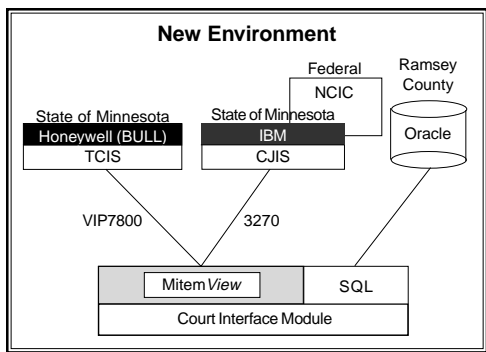 New Environment
Federal
NCIC
Ramsey
County
Oracle
State of Minnesota
Honeywell (BULL)
TCIS
State of Minnesota
IBM
CJIS
VIP7800
3270
MitemView
SQL
Court Interface Module